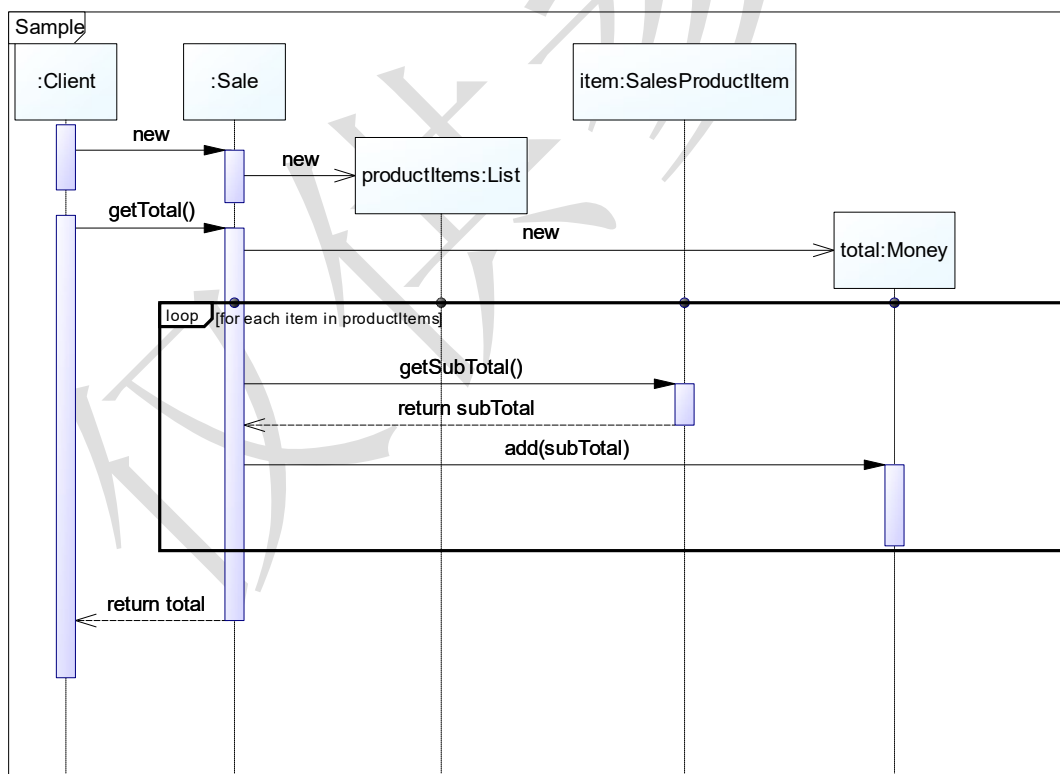 Sample
:Client
:Sale
item:SalesProductItem
new
new
productItems:List
getTotal()
new
total:Money
loop
[for each item in productItems]
getSubTotal()
return subTotal
add(subTotal)
return total